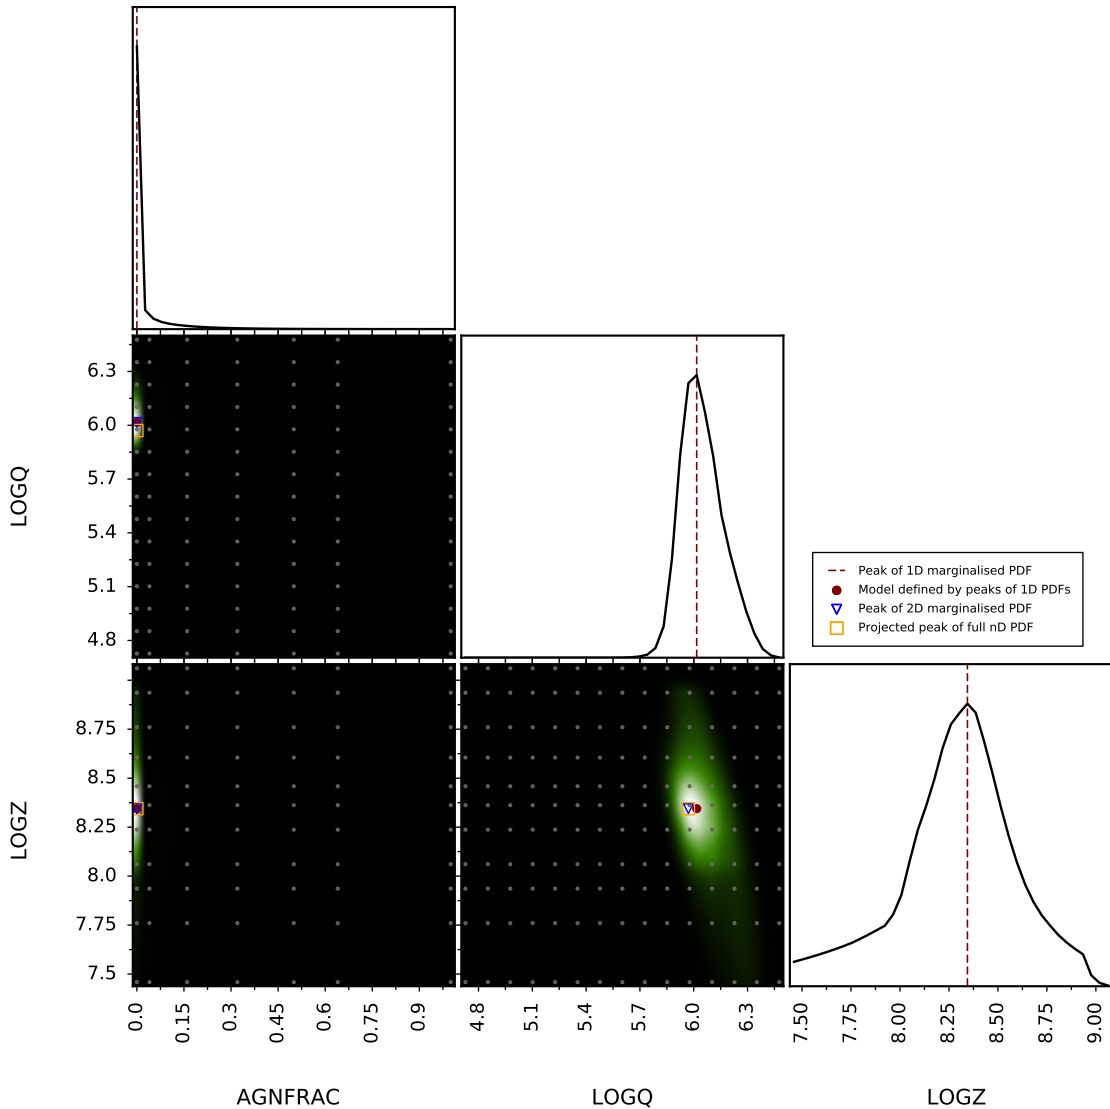 6.3
6.0
5.7
5.4
5.1
4.8
LOGQ
Peak of 1D marginalised PDF
Model defined by peaks of 1D PDFs
Peak of 2D marginalised PDF
Projected peak of full nD PDF
8.75
8.5
8.25
8.0
7.75
7.5
LOGZ
0.0 0.15 0.3 0.45 0.6 0.75 0.9
4.8 5.1 5.4 5.7 6.0 6.3
7.50 7.75 8.00 8.25 8.50 8.75 9.00
AGNFRAC LOGQ LOGZ